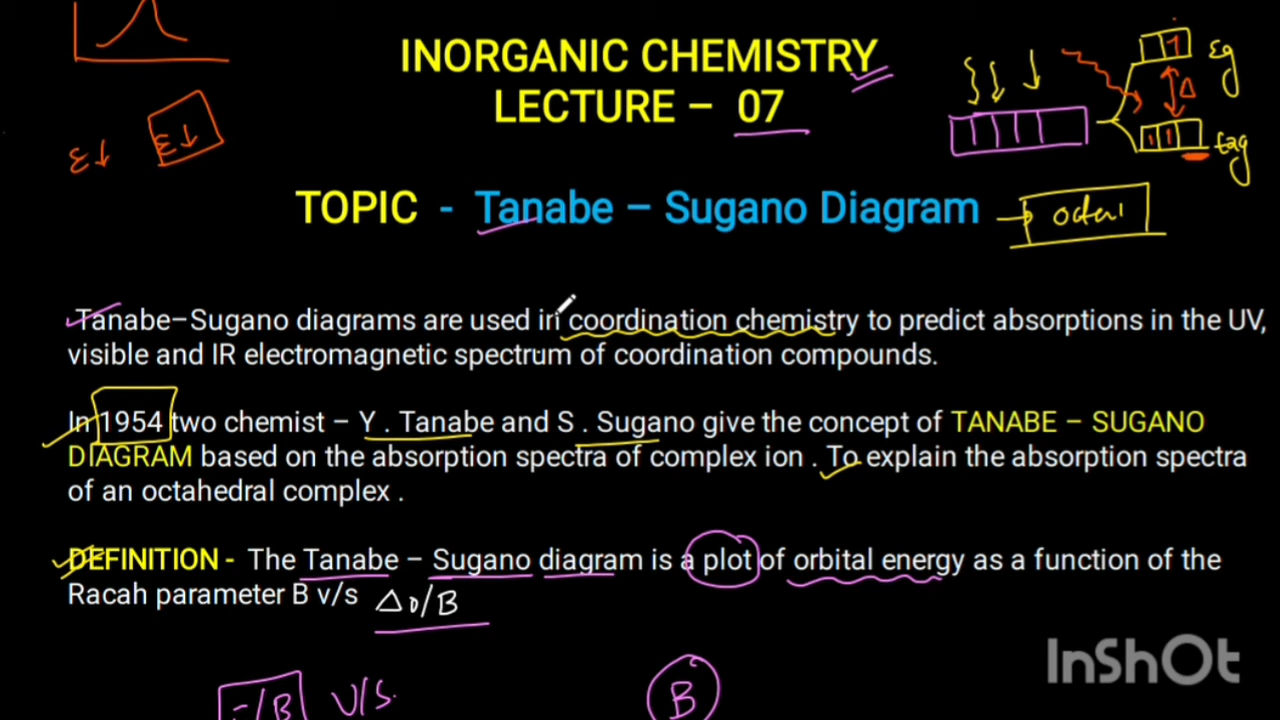 INORGANIC CHEMISTRY
LECTURE – 07
eg
Δ
t2g
ε↓ ε↓
TOPIC - Tanabe – Sugano Diagram
Tanabe–Sugano diagrams are used in coordination chemistry to predict absorptions in the UV,
visible and IR electromagnetic spectrum of coordination compounds.
In 1954 two chemist – Y . Tanabe and S . Sugano give the concept of TANABE – SUGANO
DIAGRAM based on the absorption spectra of complex ion . To explain the absorption spectra
of an octahedral complex .
DEFINITION - The Tanabe – Sugano diagram is a plot of orbital energy as a function of the
Racah parameter B v/s Δo/B
InShOt
V/S.
B